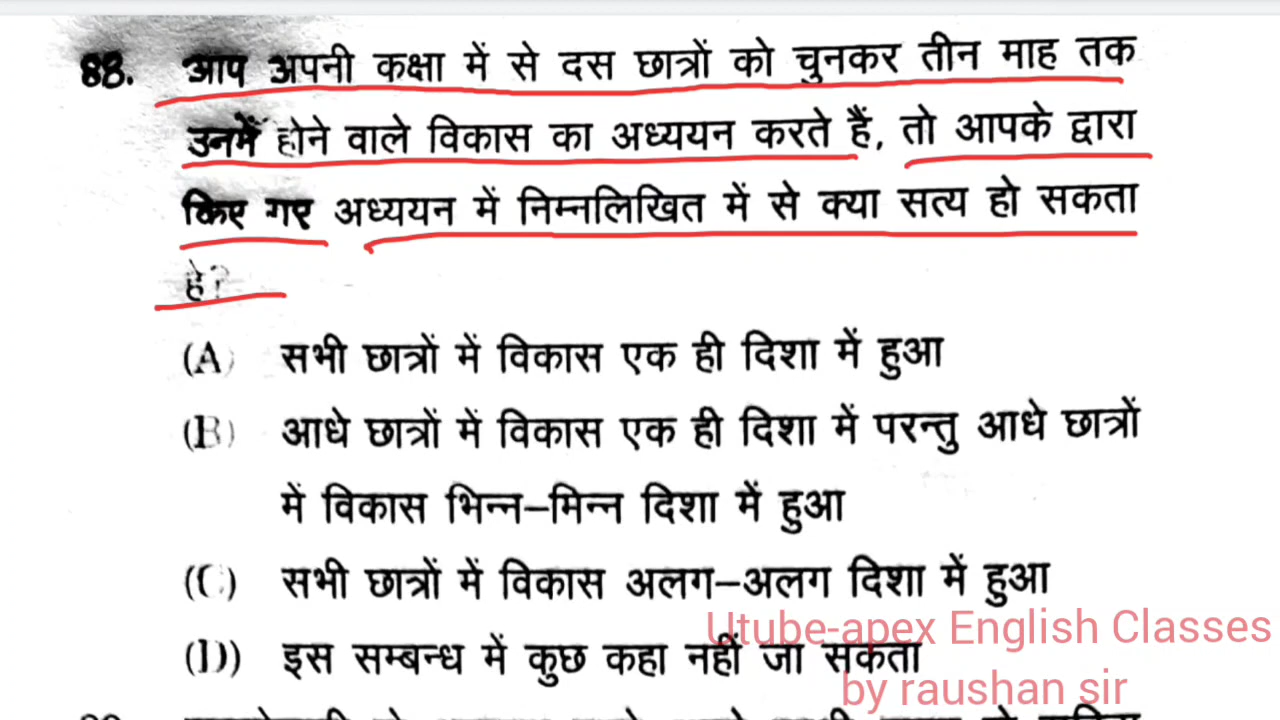 88. आप अपनी कक्षा में से दस छात्रों को चुनकर तीन माह तक
उनमें होने वाले विकास का अध्ययन करते हैं, तो आपके द्वारा
किए गए अध्ययन में निम्नलिखित में से क्या सत्य हो सकता
है?
(A) सभी छात्रों में विकास एक ही दिशा में हुआ
(B) आधे छात्रों में विकास एक ही दिशा में परन्तु आधे छात्रों
में विकास भिन्न-भिन्न दिशा में हुआ
(C) सभी छात्रों में विकास अलग-अलग दिशा में हुआ
(D) इस सम्बन्ध में कुछ कहा नहीं जा सकता
Utube-apex English Classes
by raushan sir